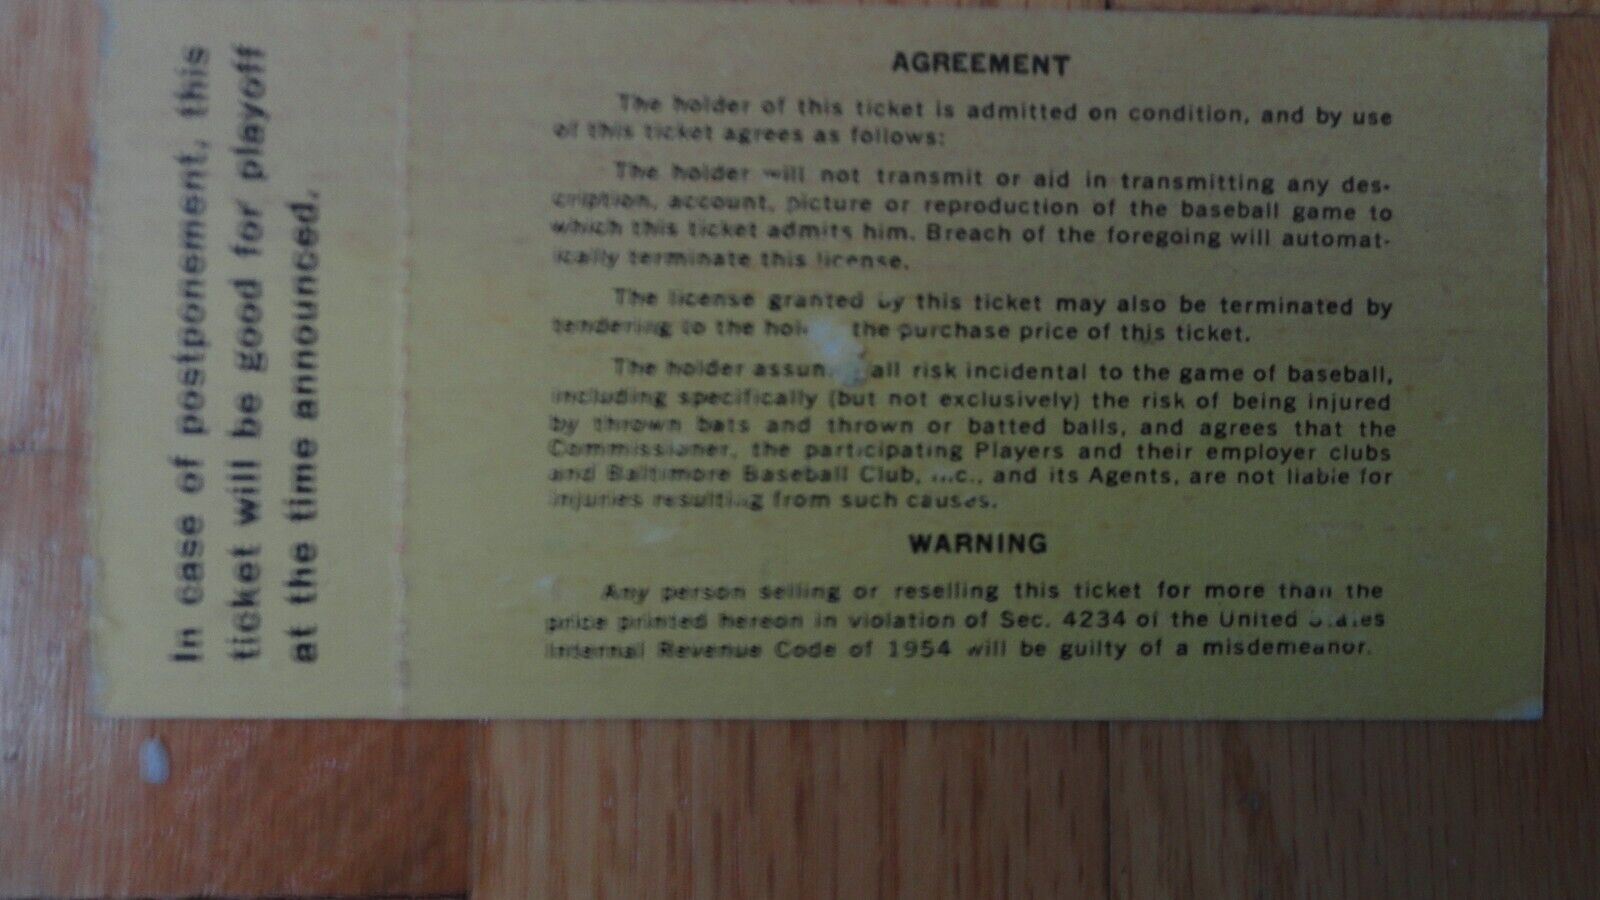 In case of postponement, this
ticket will be good for playoff
at the time announced.
AGREEMENT
The holder of this ticket is admitted on condition, and by use
of this ticket agrees as follows:
The holder will not transmit or aid in transmitting any des-
cription, account, picture or reproduction of the baseball game to
which this ticket admits him. Breach of the foregoing will automat-
ically terminate this license.
The license granted by this ticket may also be terminated by
tendering to the the purchase price of this ticket.
The holder all risk incidental to the game of baseball,
including specifically (but not exclusively) the risk of being injured
by thrown bats and thrown or batted balls, and agrees that the
Commissioner, the participating Players and their employer clubs
and Baltimore Baseball Club, and its Agents, are not liable for
injuries resulting from such causes.
WARNING
Any person selling or reselling this ticket for more than the
price printed hereon in violation of Sec. 4234 of the United States
Internal Revenue Code of 1954 will be guilty of a misdemeanor.